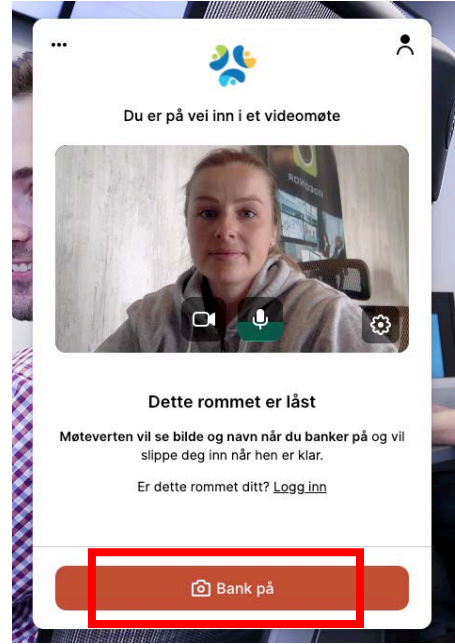 Du er på vei inn i et videomøte
Dette rommet er låst
Møteverten vil se bilde og navn når du banker på og vil
slippe deg inn når hen er klar.
Er dette rommet ditt? Logg inn
Bank på